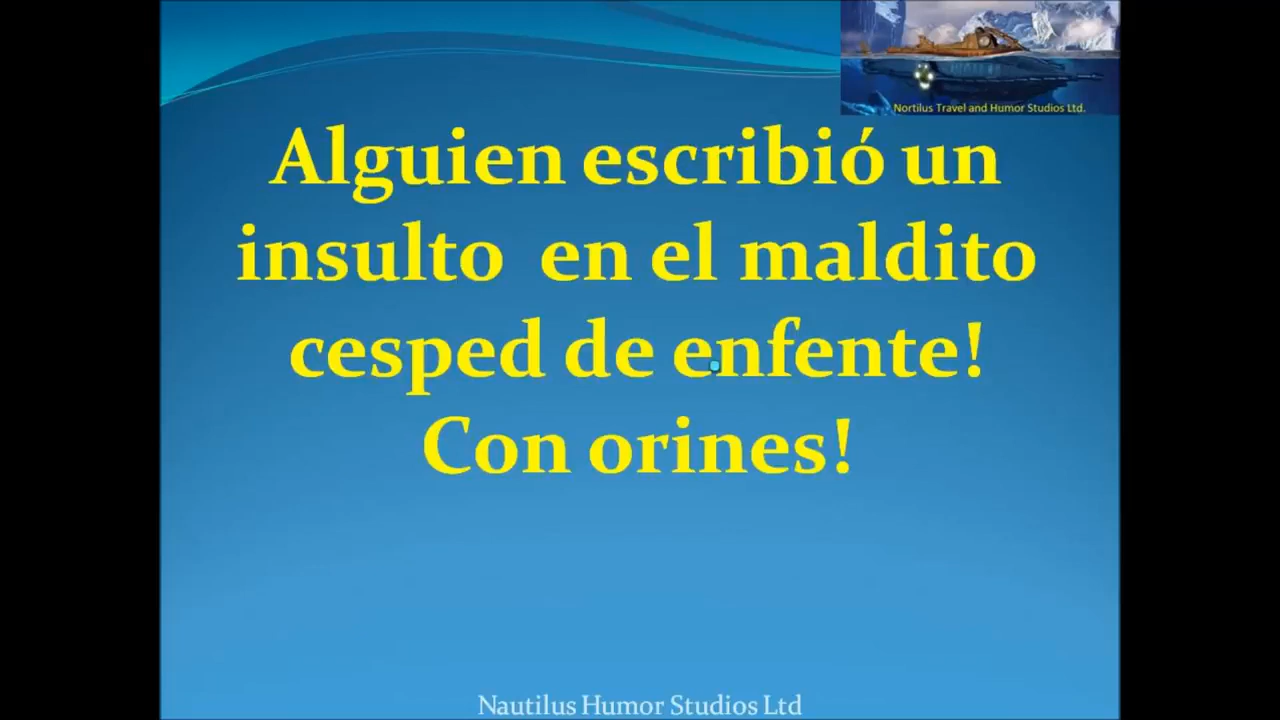 Nortilus Travel and Humor Studios Ltd.
Alguien escribió un
insulto en el maldito
cesped de enfente!
Con orines!
Nautilus Humor Studios Ltd